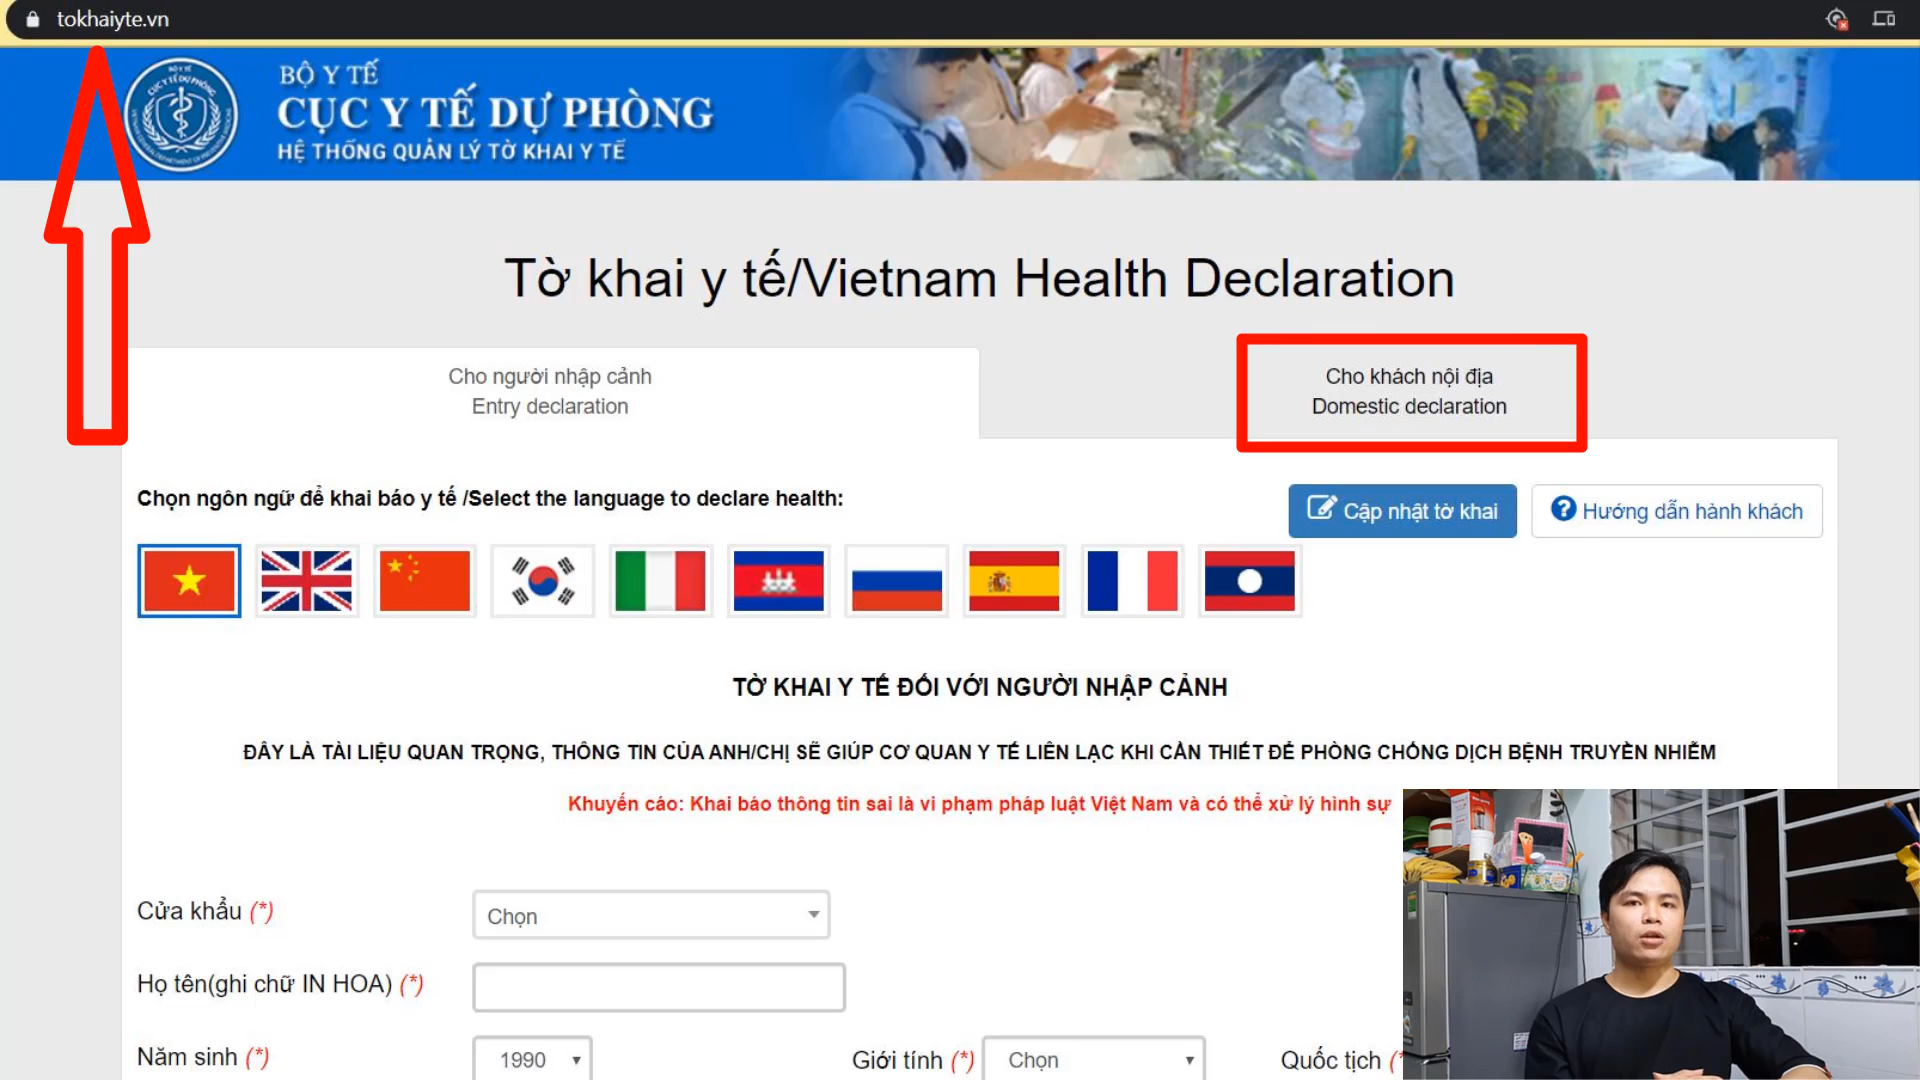 tokhaiyte.vn
BỘ Y TẾ
CỤC Y TẾ DỰ PHÒNG
HỆ THỐNG QUẢN LÝ TỜ KHAI Y TẾ
Tờ khai y tế/Vietnam Health Declaration
Cho người nhập cảnh
Entry declaration
Cho khách nội địa
Domestic declaration
Chọn ngôn ngữ để khai báo y tế /Select the language to declare health:
Cập nhật tờ khai
Hướng dẫn hành khách
TỜ KHAI Y TẾ ĐỐI VỚI NGƯỜI NHẬP CẢNH
ĐÂY LÀ TÀI LIỆU QUAN TRỌNG, THÔNG TIN CỦA ANH/CHỊ SẼ GIÚP CƠ QUAN Y TẾ LIÊN LẠC KHI CẦN THIẾT ĐỂ PHÒNG CHỐNG DỊCH BỆNH TRUYỀN NHIỄM
Khuyến cáo: Khai báo thông tin sai là vi phạm pháp luật Việt Nam và có thể xử lý hình sự
Cửa khẩu (*) Chọn
Họ tên(ghi chữ IN HOA) (*)
Năm sinh (*) 1990 Giới tính (*) Chọn Quốc tịch (*